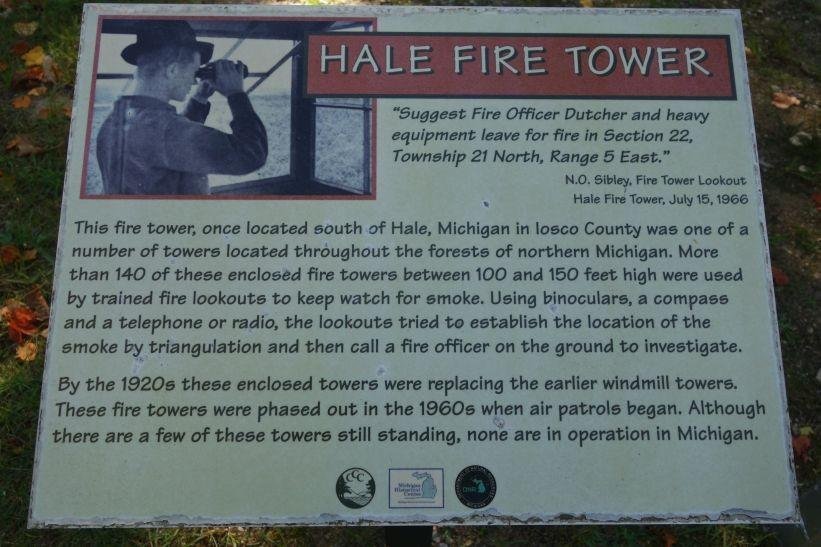 HALE FIRE TOWER
“Suggest Fire Officer Dutcher and heavy
equipment leave for fire in Section 22,
Township 21 North, Range 5 East.”
N.O. Sibley, Fire Tower Lookout
Hale Fire Tower, July 15, 1966
This fire tower, once located south of Hale, Michigan in Iosco County was one of a
number of towers located throughout the forests of northern Michigan. More
than 140 of these enclosed fire towers between 100 and 150 feet high were used
by trained fire lookouts to keep watch for smoke. Using binoculars, a compass
and a telephone or radio, the lookouts tried to establish the location of the
smoke by triangulation and then call a fire officer on the ground to investigate.
By the 1920s these enclosed towers were replacing the earlier windmill towers.
These fire towers were phased out in the 1960s when air patrols began. Although
there are a few of these towers still standing, none are in operation in Michigan.
CCC
Michigan
Historical
Center
DNR